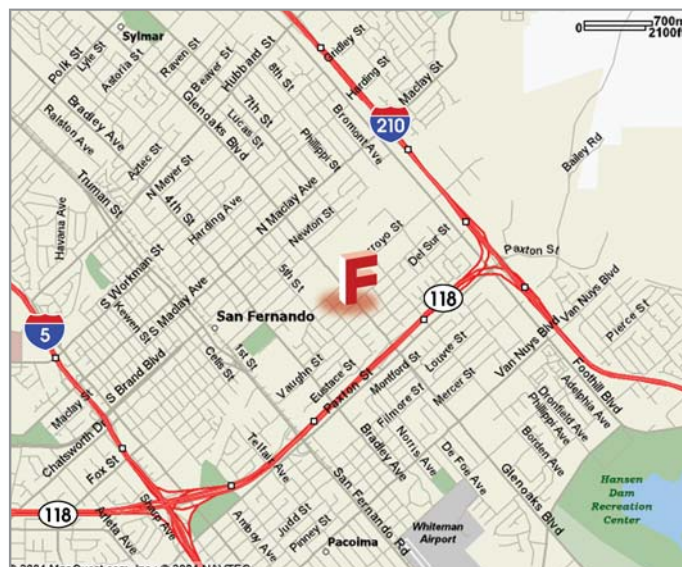 Sylmar
700m
0 2100ft
Polk St
Lyle St
Astoria St
Raven St
Beaver St
Hubbard St
8th St
Gridley St
Harding St
Maclay St
Bradley Ave
Ralston Ave
Glenoaks Blvd
Lucas St
7th St
Phillippi St
Bromont Ave
210
Bailey Rd
Aztec St
N Meyer St
4th St
Harding Ave
N Maclay Ave
Newton St
Truman St
Havana Ave
Workman St
S Kewen St
S Maclay Ave
5th St
F
Del Sur St
Paxton St
118
5
San Fernando
1st St
Celis St
S Brand Blvd
Vaughn St
Eustace St
Paxton St
Montford St
Louvre St
Mercer St
Filmore St
Van Nuys Blvd
Van Nuys Blvd
Pierce St
Foothill Blvd
Adelphia Ave
Dronfield Ave
Phillippi Ave
Borden Ave
Maclay St
Chatsworth Dr
Fox St
Telfair Ave
Bradley Ave
Norris Ave
De Foe Ave
Glenoaks Blvd
San Fernando Rd
118
Arleta Ave
Sharp Ave
Amboy Ave
Judd St
Pinney St
Pacoima
Whiteman
Airport
Hansen
Dam
Recreation
Center